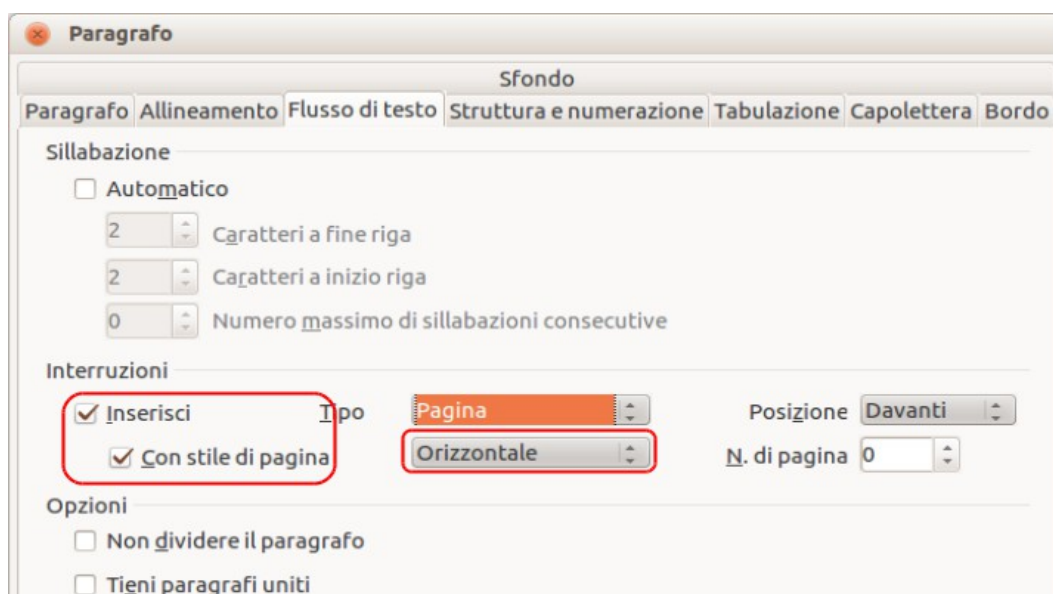 Paragrafo
Sfondo
Paragrafo Allineamento Flusso di testo Struttura e numerazione Tabulazione Capolettera Bordo
Sillabazione
Automatico
2 Caratteri a fine riga
2 Caratteri a inizio riga
0 Numero massimo di sillabazioni consecutive
Interruzioni
Inserisci Tipo Pagina Posizione Davanti
Con stile di pagina Orizzontale N. di pagina 0
Opzioni
Non dividere il paragrafo
Tieni paragrafi uniti